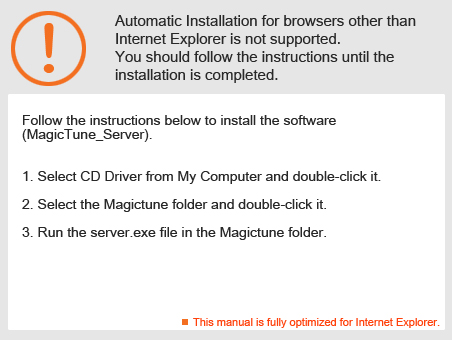 Automatic Installation for browsers other than
Internet Explorer is not supported.
You should follow the instructions until the
installation is completed.
Follow the instructions below to install the software
(MagicTune_Server).
1. Select CD Driver from My Computer and double-click it.
2. Select the Magictune folder and double-click it.
3. Run the server.exe file in the Magictune folder.
This manual is fully optimized for Internet Explorer.